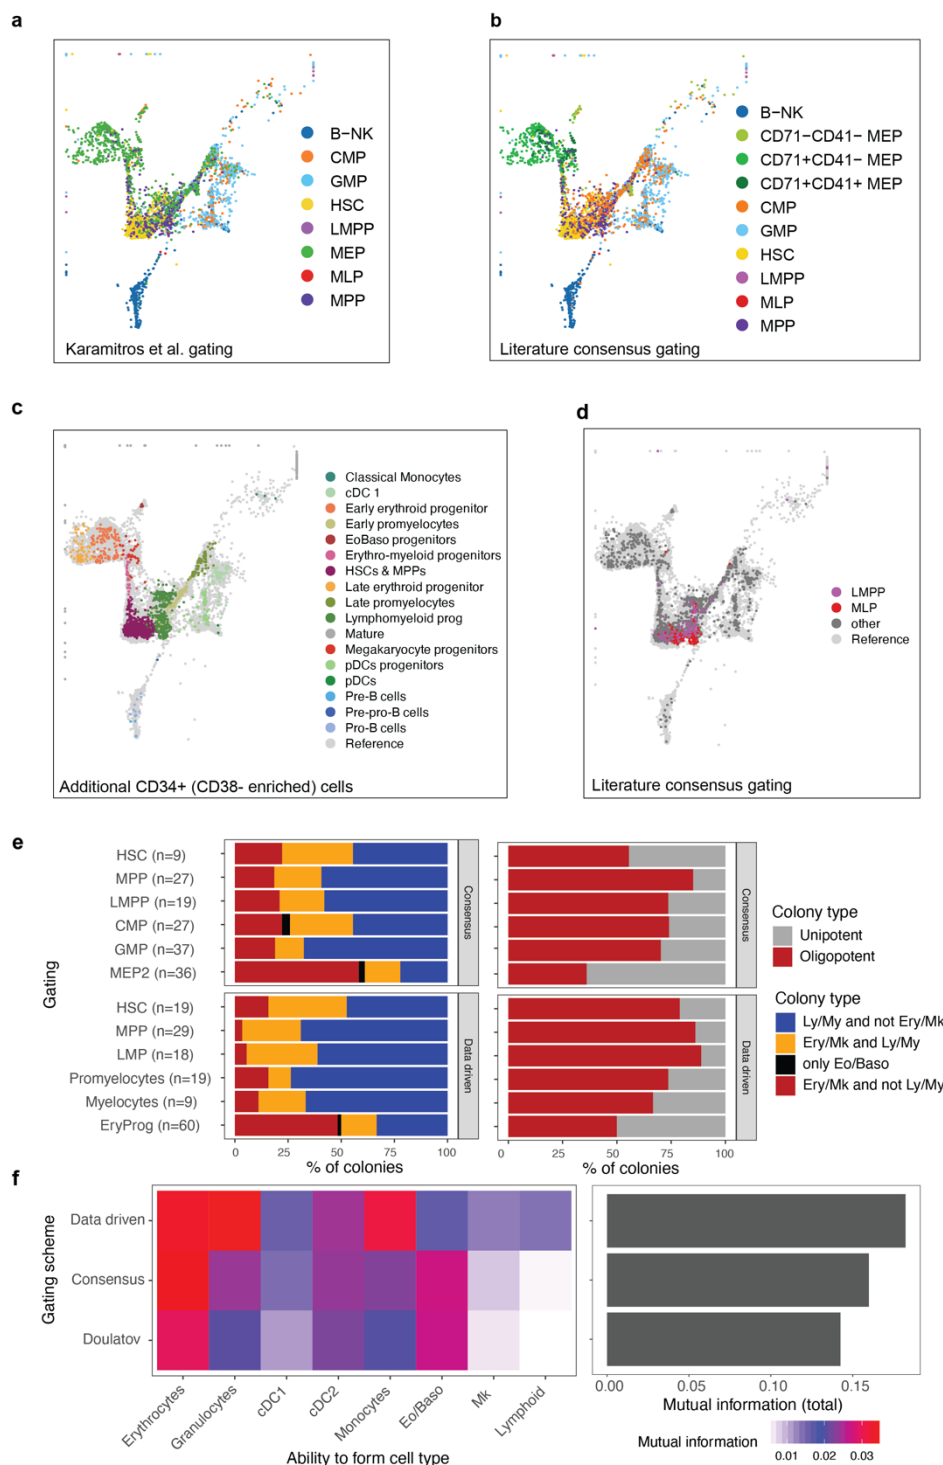 a
B-NK
CMP
GMP
HSC
LMPP
MEP
MLP
MPP
Karamitros et al. gating
b
B-NK
CD71-CD41- MEP
CD71+CD41- MEP
CD71+CD41+ MEP
CMP
GMP
HSC
LMPP
MLP
MPP
Literature consensus gating
c
Classical Monocytes
cDC 1
Early erythroid progenitor
Early promyelocytes
EoBaso progenitors
Erythro-myeloid progenitors
HSCs & MPPs
Late erythroid progenitor
Late promyelocytes
Lymphomyeloid prog
Mature
Megakaryocyte progenitors
pDCs progenitors
pDCs
Pre-B cells
Pre-pro-B cells
Pro-B cells
Reference
Additional CD34+ (CD38- enriched) cells
d
LMPP
MLP
other
Reference
Literature consensus gating
e
Gating
HSC (n=9)
MPP (n=27)
LMPP (n=19)
CMP (n=27)
GMP (n=37)
MEP2 (n=36)
Consensus
HSC (n=19)
MPP (n=29)
LMP (n=18)
Promyelocytes (n=19)
Myelocytes (n=9)
EryProg (n=60)
Data driven
0 25 50 75 100
% of colonies
Consensus
Data driven
0 25 50 75 100
% of colonies
Colony type
Unipotent
Oligopotent
Colony type
Ly/My and not Ery/Mk
Ery/Mk and Ly/My
only Eo/Baso
Ery/Mk and not Ly/My
f
Gating scheme
Data driven
Consensus
Doulatov
Erythrocytes
Granulocytes
cDC1
cDC2
Monocytes
Eo/Baso
Mk
Lymphoid
Ability to form cell type
0.00 0.05 0.10 0.15
Mutual information (total)
Mutual information
0.01 0.02 0.03